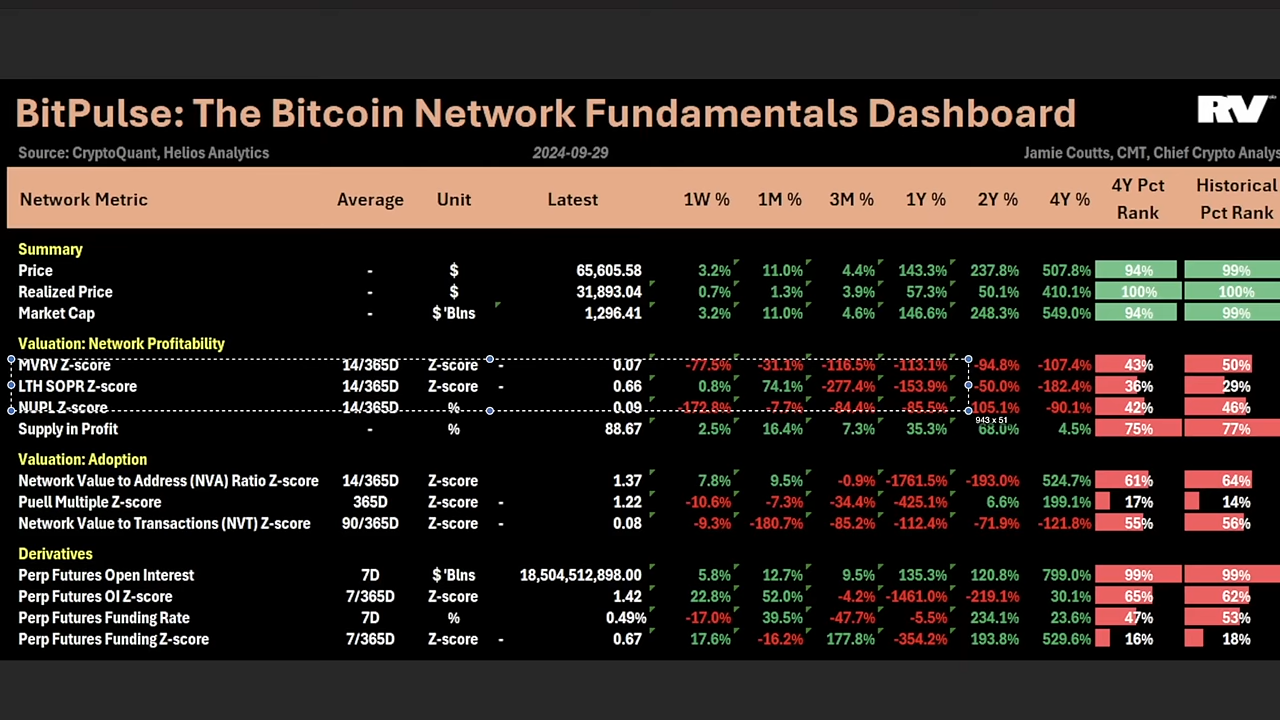 BitPulse: The Bitcoin Network Fundamentals Dashboard RV
Source: CryptoQuant, Helios Analytics 2024-09-29 Jamie Coutts, CMT, Chief Crypto Analys
Network Metric Average Unit Latest 1W % 1M % 3M % 1Y % 2Y % 4Y % 4Y Pct Rank Historical Pct Rank
Summary
Price - $ 65,605.58 3.2% 11.0% 4.4% 143.3% 237.8% 507.8% 94% 99%
Realized Price - $ 31,893.04 0.7% 1.3% 3.9% 57.3% 50.1% 410.1% 100% 100%
Market Cap - $'Blns 1,296.41 3.2% 11.0% 4.6% 146.6% 248.3% 549.0% 94% 99%
Valuation: Network Profitability
MVRV Z-score 14/365D Z-score - 0.07 -77.5% -31.1% -116.5% -113.1% -94.8% -107.4% 43% 50%
LTH SOPR Z-score 14/365D Z-score - 0.66 0.8% 74.1% -277.4% -153.9% -50.0% -182.4% 36% 29%
NUPL Z-score 14/365D % 0.09 -172.8% -7.7% -84.4% -85.5% 105.1% -90.1% 42% 46%
943 x 51
Supply in Profit - % 88.67 2.5% 16.4% 7.3% 35.3% 68.0% 4.5% 75% 77%
Valuation: Adoption
Network Value to Address (NVA) Ratio Z-score 14/365D Z-score 1.37 7.8% 9.5% -0.9% -1761.5% -193.0% 524.7% 61% 64%
Puell Multiple Z-score 365D Z-score - 1.22 -10.6% -7.3% -34.4% -425.1% 6.6% 199.1% 17% 14%
Network Value to Transactions (NVT) Z-score 90/365D Z-score - 0.08 -9.3% -180.7% -85.2% -112.4% -71.9% -121.8% 55% 56%
Derivatives
Perp Futures Open Interest 7D $'Blns 18,504,512,898.00 5.8% 12.7% 9.5% 135.3% 120.8% 799.0% 99% 99%
Perp Futures OI Z-score 7/365D Z-score 1.42 22.8% 52.0% -4.2% -1461.0% -219.1% 30.1% 65% 62%
Perp Futures Funding Rate 7D % 0.49% -17.0% 39.5% -47.7% -5.5% 234.1% 23.6% 47% 53%
Perp Futures Funding Z-score 7/365D Z-score - 0.67 17.6% -16.2% 177.8% -354.2% 193.8% 529.6% 16% 18%